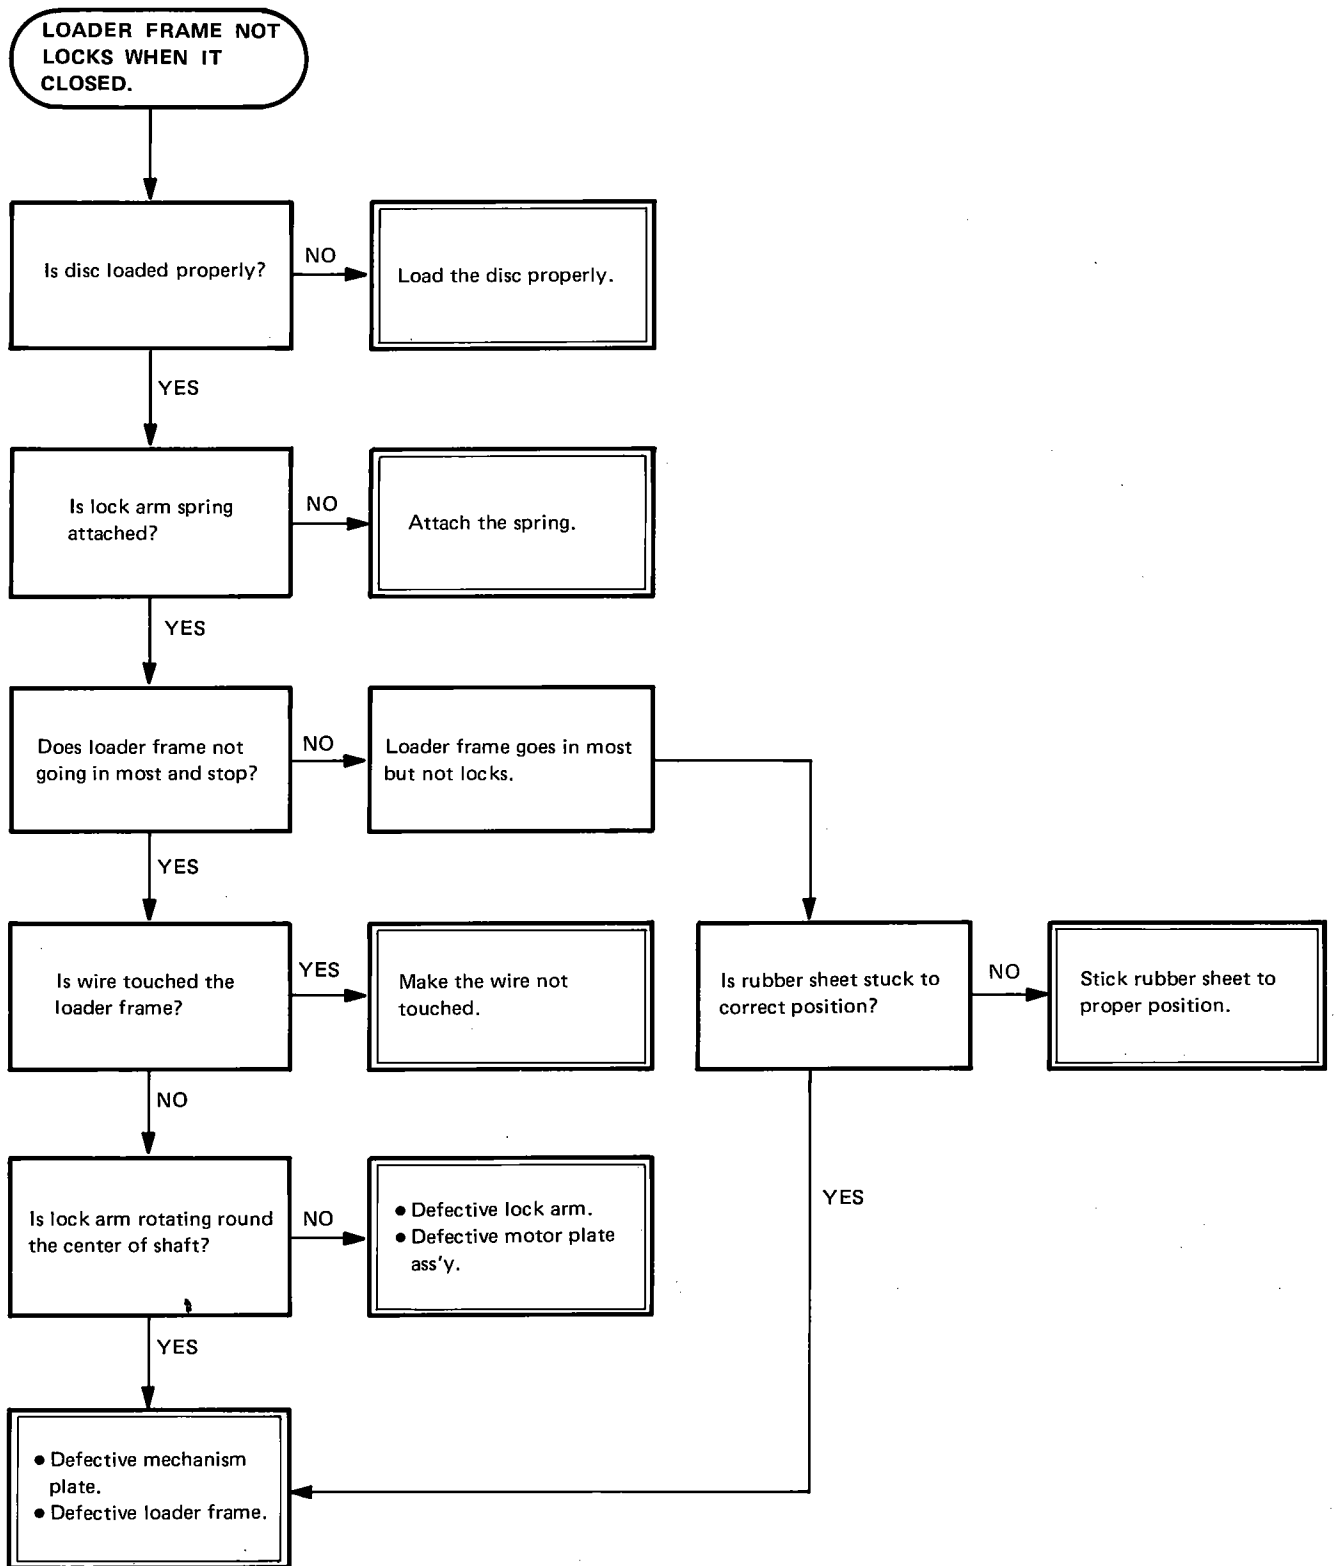 LOADER FRAME NOT
LOCKS WHEN IT
CLOSED.
Is disc loaded properly?
NO
Load the disc properly.
YES
Is lock arm spring
attached?
NO
Attach the spring.
YES
Does loader frame not
going in most and stop?
NO
Loader frame goes in most
but not locks.
YES
Is wire touched the
loader frame?
YES
Make the wire not
touched.
Is rubber sheet stuck to
correct position?
NO
Stick rubber sheet to
proper position.
NO
Is lock arm rotating round
the center of shaft?
NO
• Defective lock arm.
• Defective motor plate
ass'y.
YES
YES
• Defective mechanism
plate.
• Defective loader frame.